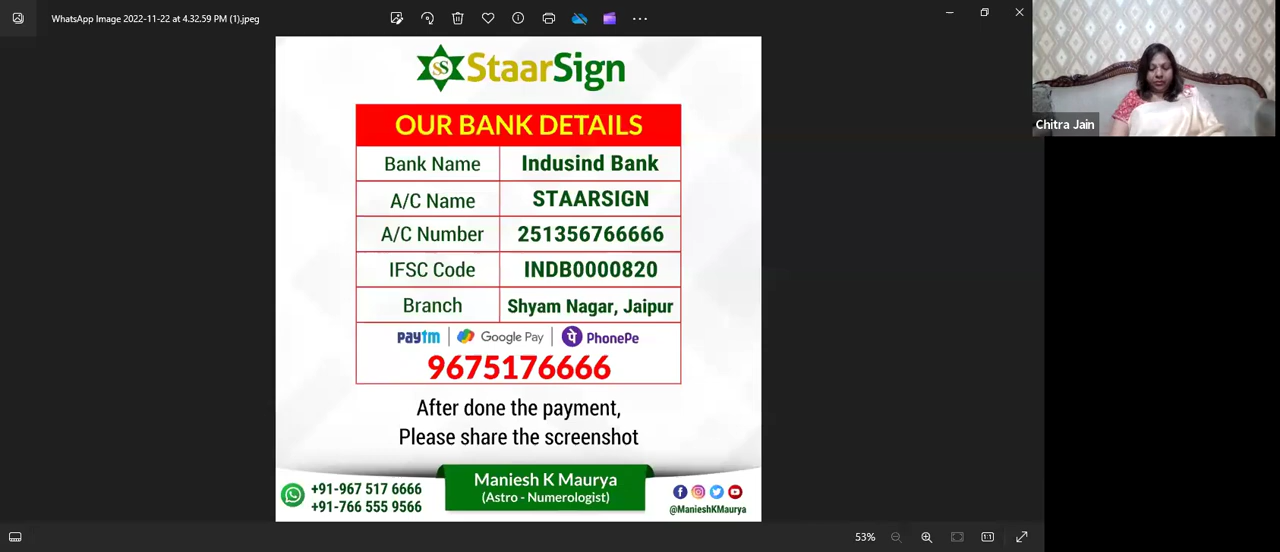 WhatsApp Image 2022-11-22 at 4.32.59 PM (1).jpeg
SS StaarSign
OUR BANK DETAILS
Bank Name Indusind Bank
A/C Name STAARSIGN
A/C Number 251356766666
IFSC Code INDB0000820
Branch Shyam Nagar, Jaipur
paytm Google Pay PhonePe
9675176666
After done the payment,
Please share the screenshot
+91-967 517 6666
+91-766 555 9566
Maniesh K Maurya
(Astro - Numerologist)
@ManieshKMaurya
Chitra Jain
53%